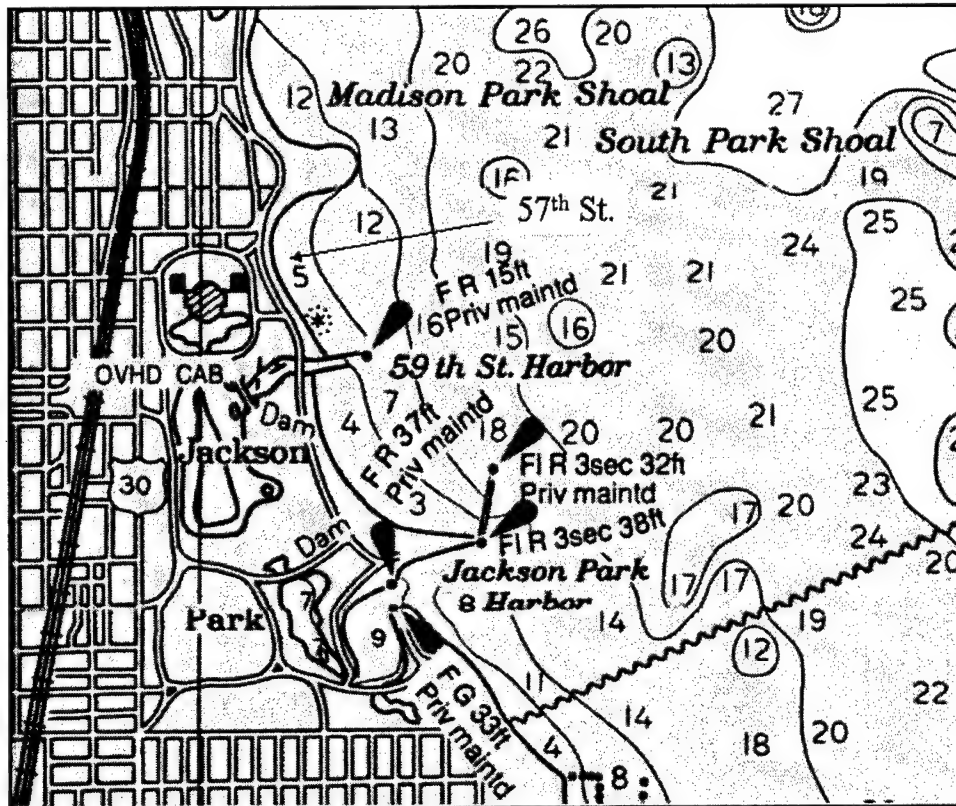 26
20
20
22
13
12
Madison Park Shoal
27
13
21
South Park Shoal
7
16
21
19
57th St.
12
25
24
5
19
21
21
F R 15ft
Priv maintd
25
16
15
16
20
59 th St. Harbor
OVHD CAB
7
25
Dam
4
F R 37ft
Priv maintd
21
18
20
20
Jackson
Fl R 3sec 32ft
Priv maintd
30
3
23
17
20
Dam
Fl R 3sec 38ft
24
20
Jackson Park
8 Harbor
17
17
7
Park
9
14
19
12
F G 33ft
Priv maintd
11
22
14
4
18
20
8